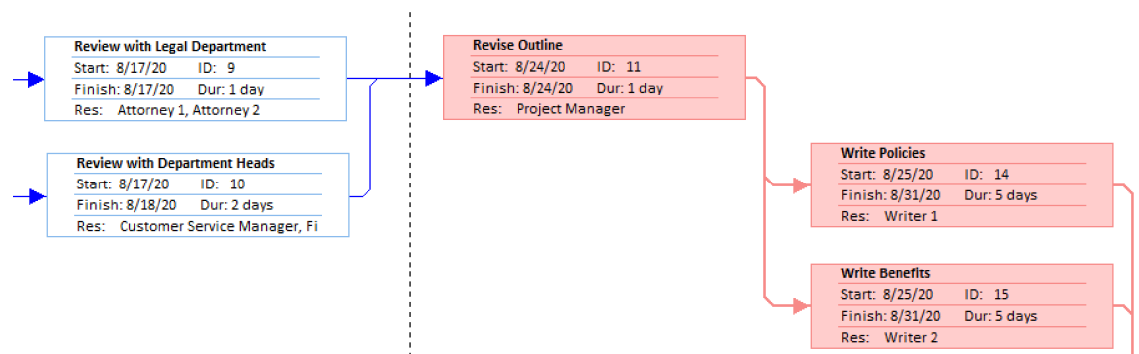 Review with Legal Department
Start: 8/17/20 ID: 9
Finish: 8/17/20 Dur: 1 day
Res: Attorney 1, Attorney 2
Review with Department Heads
Start: 8/17/20 ID: 10
Finish: 8/18/20 Dur: 2 days
Res: Customer Service Manager, Fi
Revise Outline
Start: 8/24/20 ID: 11
Finish: 8/24/20 Dur: 1 day
Res: Project Manager
Write Policies
Start: 8/25/20 ID: 14
Finish: 8/31/20 Dur: 5 days
Res: Writer 1
Write Benefits
Start: 8/25/20 ID: 15
Finish: 8/31/20 Dur: 5 days
Res: Writer 2